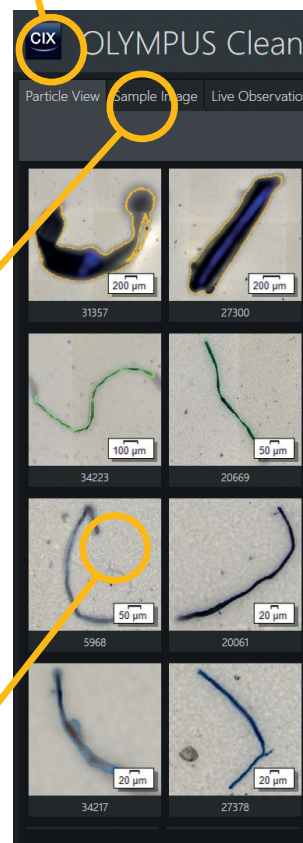 CIX OLYMPUS Clean
Particle View Sample Image Live Observatio
200 µm 200 µm
31357 27300
100 µm 50 µm
34223 20669
50 µm 20 µm
5968 20061
20 µm 20 µm
34217 27378